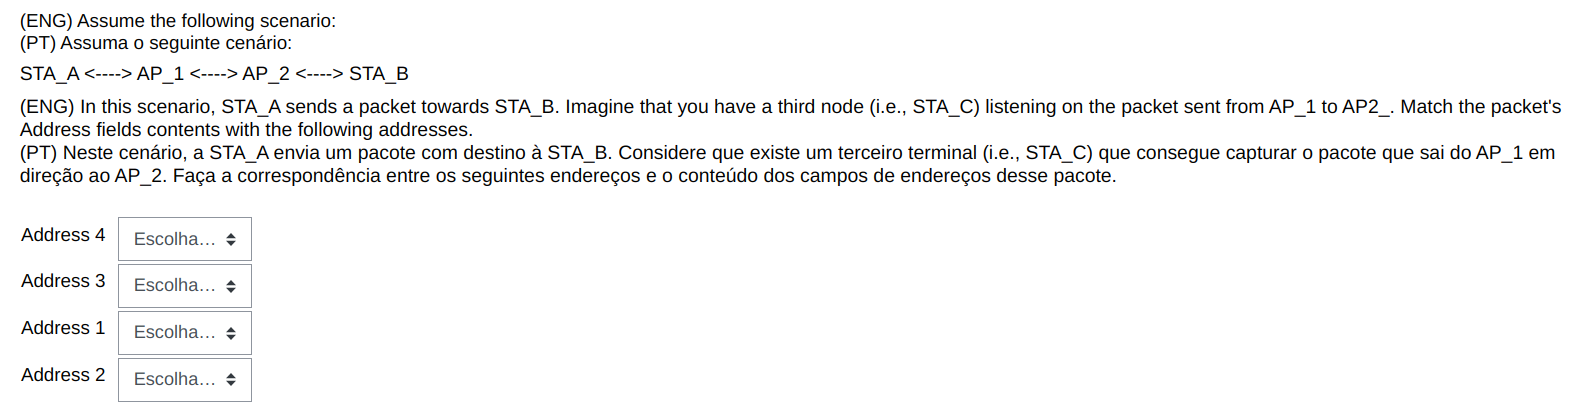 (ENG) Assume the following scenario:
(PT) Assuma o seguinte cenário:
STA_A <----> AP_1 <----> AP_2 <----> STA_B
(ENG) In this scenario, STA_A sends a packet towards STA_B. Imagine that you have a third node (i.e., STA_C) listening on the packet sent from AP_1 to AP2_. Match the packet's
Address fields contents with the following addresses.
(PT) Neste cenário, a STA_A envia um pacote com destino à STA_B. Considere que existe um terceiro terminal (i.e., STA_C) que consegue capturar o pacote que sai do AP_1 em
direção ao AP_2. Faça a correspondência entre os seguintes endereços e o conteúdo dos campos de endereços desse pacote.
Address 4 Escolha...
Address 3 Escolha...
Address 1 Escolha...
Address 2 Escolha...